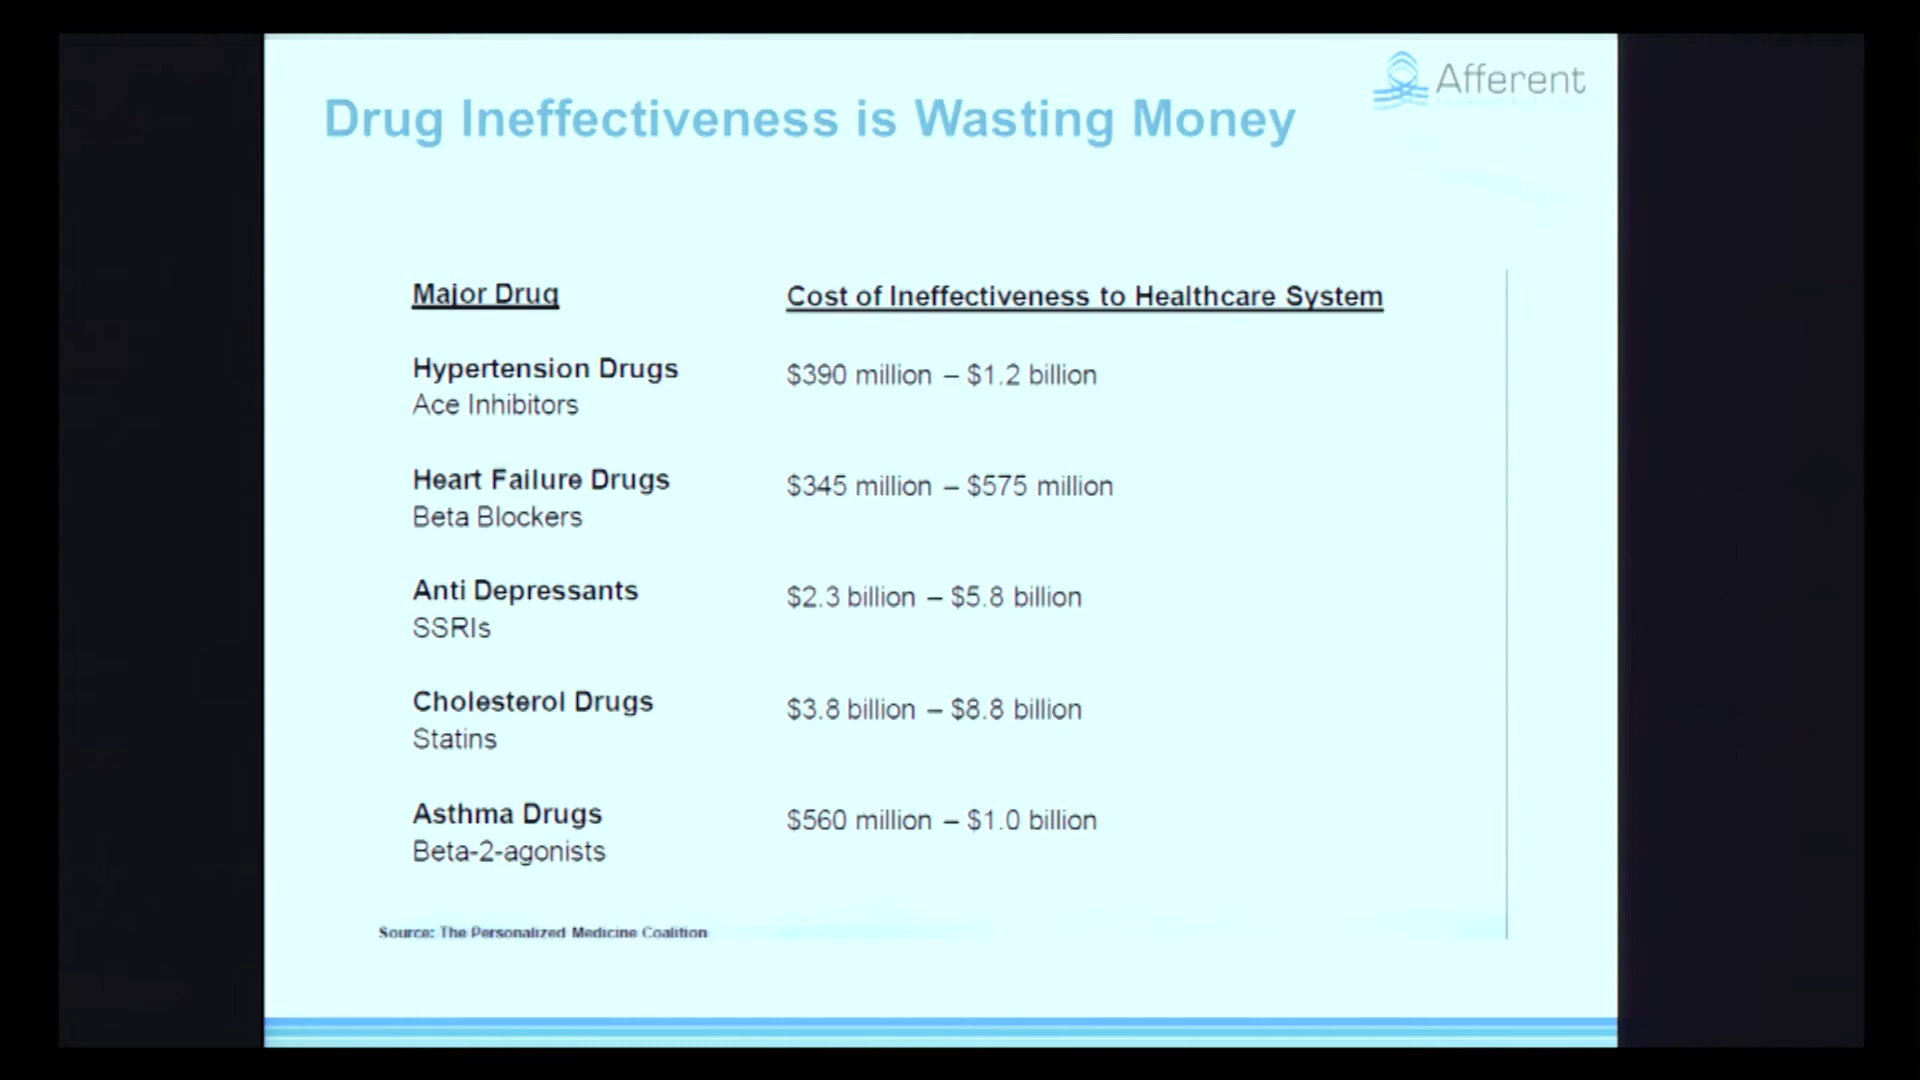 Afferent
Drug Ineffectiveness is Wasting Money
Major Drug Cost of Ineffectiveness to Healthcare System
Hypertension Drugs $390 million – $1.2 billion
Ace Inhibitors
Heart Failure Drugs $345 million – $575 million
Beta Blockers
Anti Depressants $2.3 billion – $5.8 billion
SSRIs
Cholesterol Drugs $3.8 billion – $8.8 billion
Statins
Asthma Drugs $560 million – $1.0 billion
Beta-2-agonists
Source: The Personalized Medicine Coalition